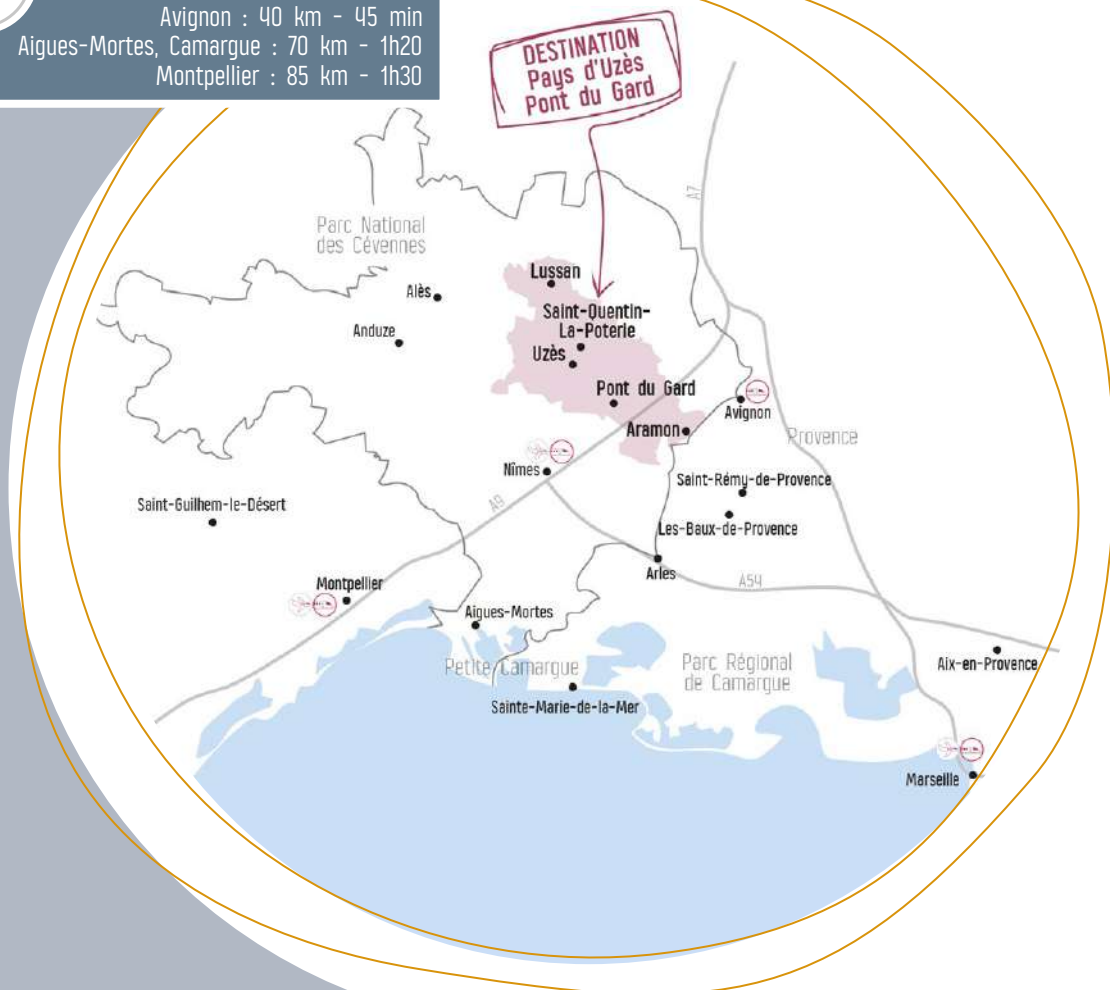 Avignon : 40 km - 45 min
Aigues-Mortes, Camargue : 70 km - 1h20
Montpellier : 85 km - 1h30
DESTINATION
Pays d'Uzès
Pont du Gard
A7
Parc National
des Cévennes
Lussan
Alès
Saint-Quentin-
La-Poterie
Anduze
Uzès
Pont du Gard
Avignon
Aramon
Provence
Nîmes
Saint-Rémy-de-Provence
A9
Saint-Guilhem-le-Désert
Les-Baux-de-Provence
Arles
A54
Montpellier
Aigues-Mortes
Petite Camargue
Parc Régional
de Camargue
Aix-en-Provence
Sainte-Marie-de-la-Mer
Marseille